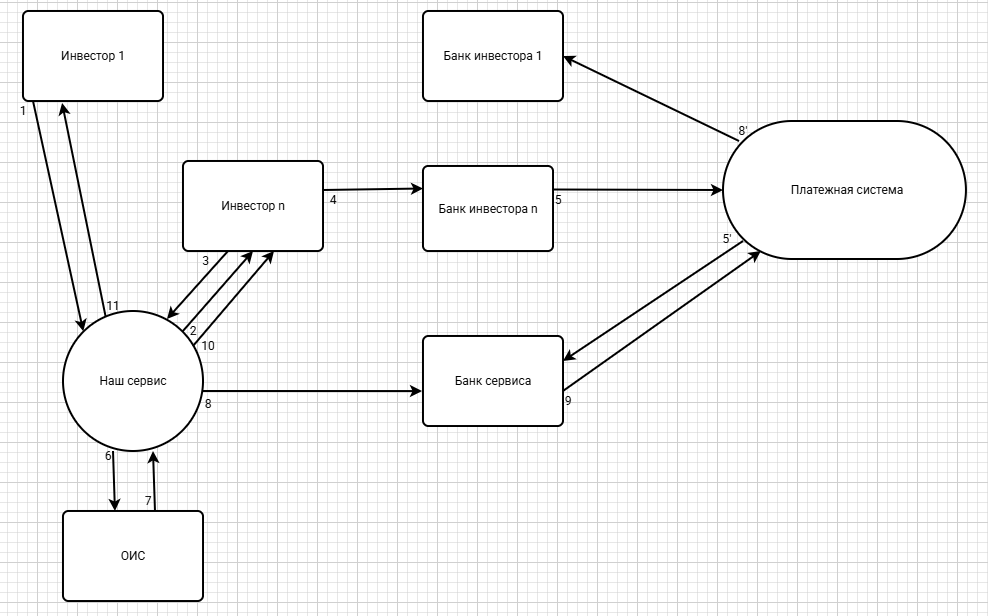 Инвестор 1
Банк инвестора 1
1
8'
Инвестор n
4
Банк инвестора n
5
Платежная система
5'
3
2
10
11
Наш сервис
8
Банк сервиса
9
6
7
ОИС